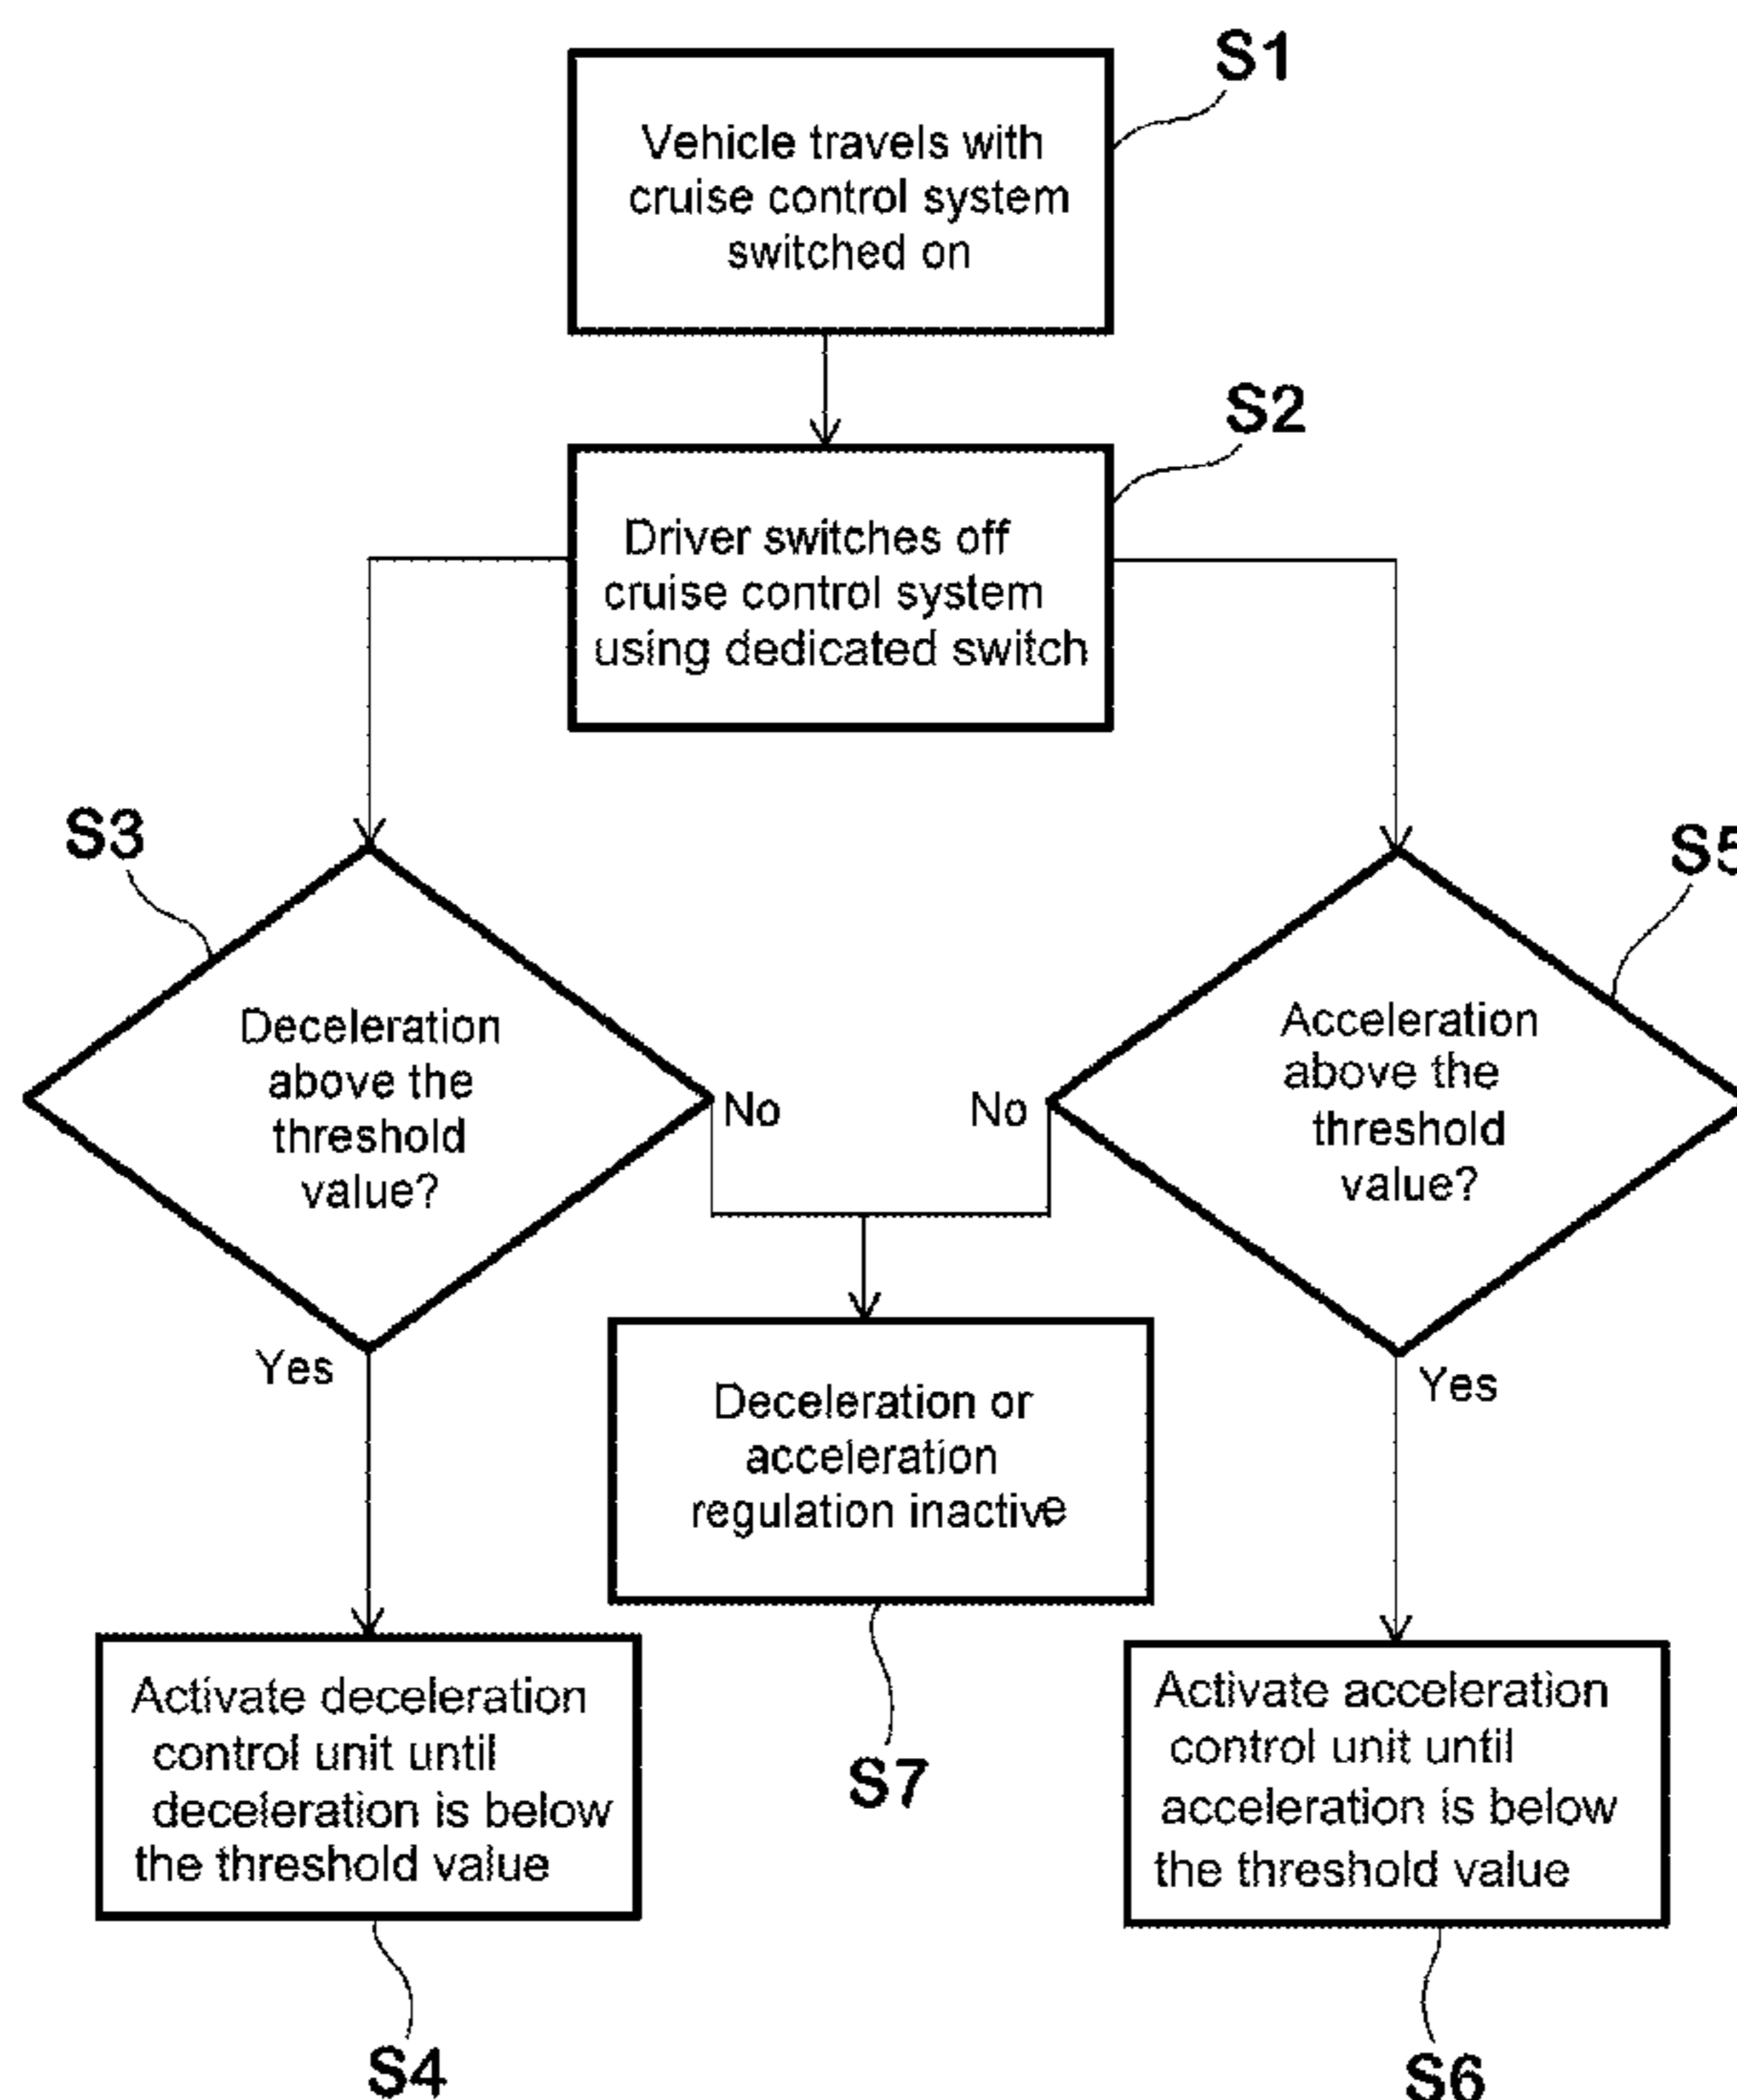 S1
Vehicle travels with
cruise control system
switched on
S2
Driver switches off
cruise control system
using dedicated switch
S3
Deceleration
above the
threshold
value?
No
Yes
S5
Acceleration
above the
threshold
value?
No
Yes
Deceleration or
acceleration
regulation inactive
S7
Activate deceleration
control unit until
deceleration is below
the threshold value
S4
Activate acceleration
control unit until
acceleration is below
the threshold value
S6